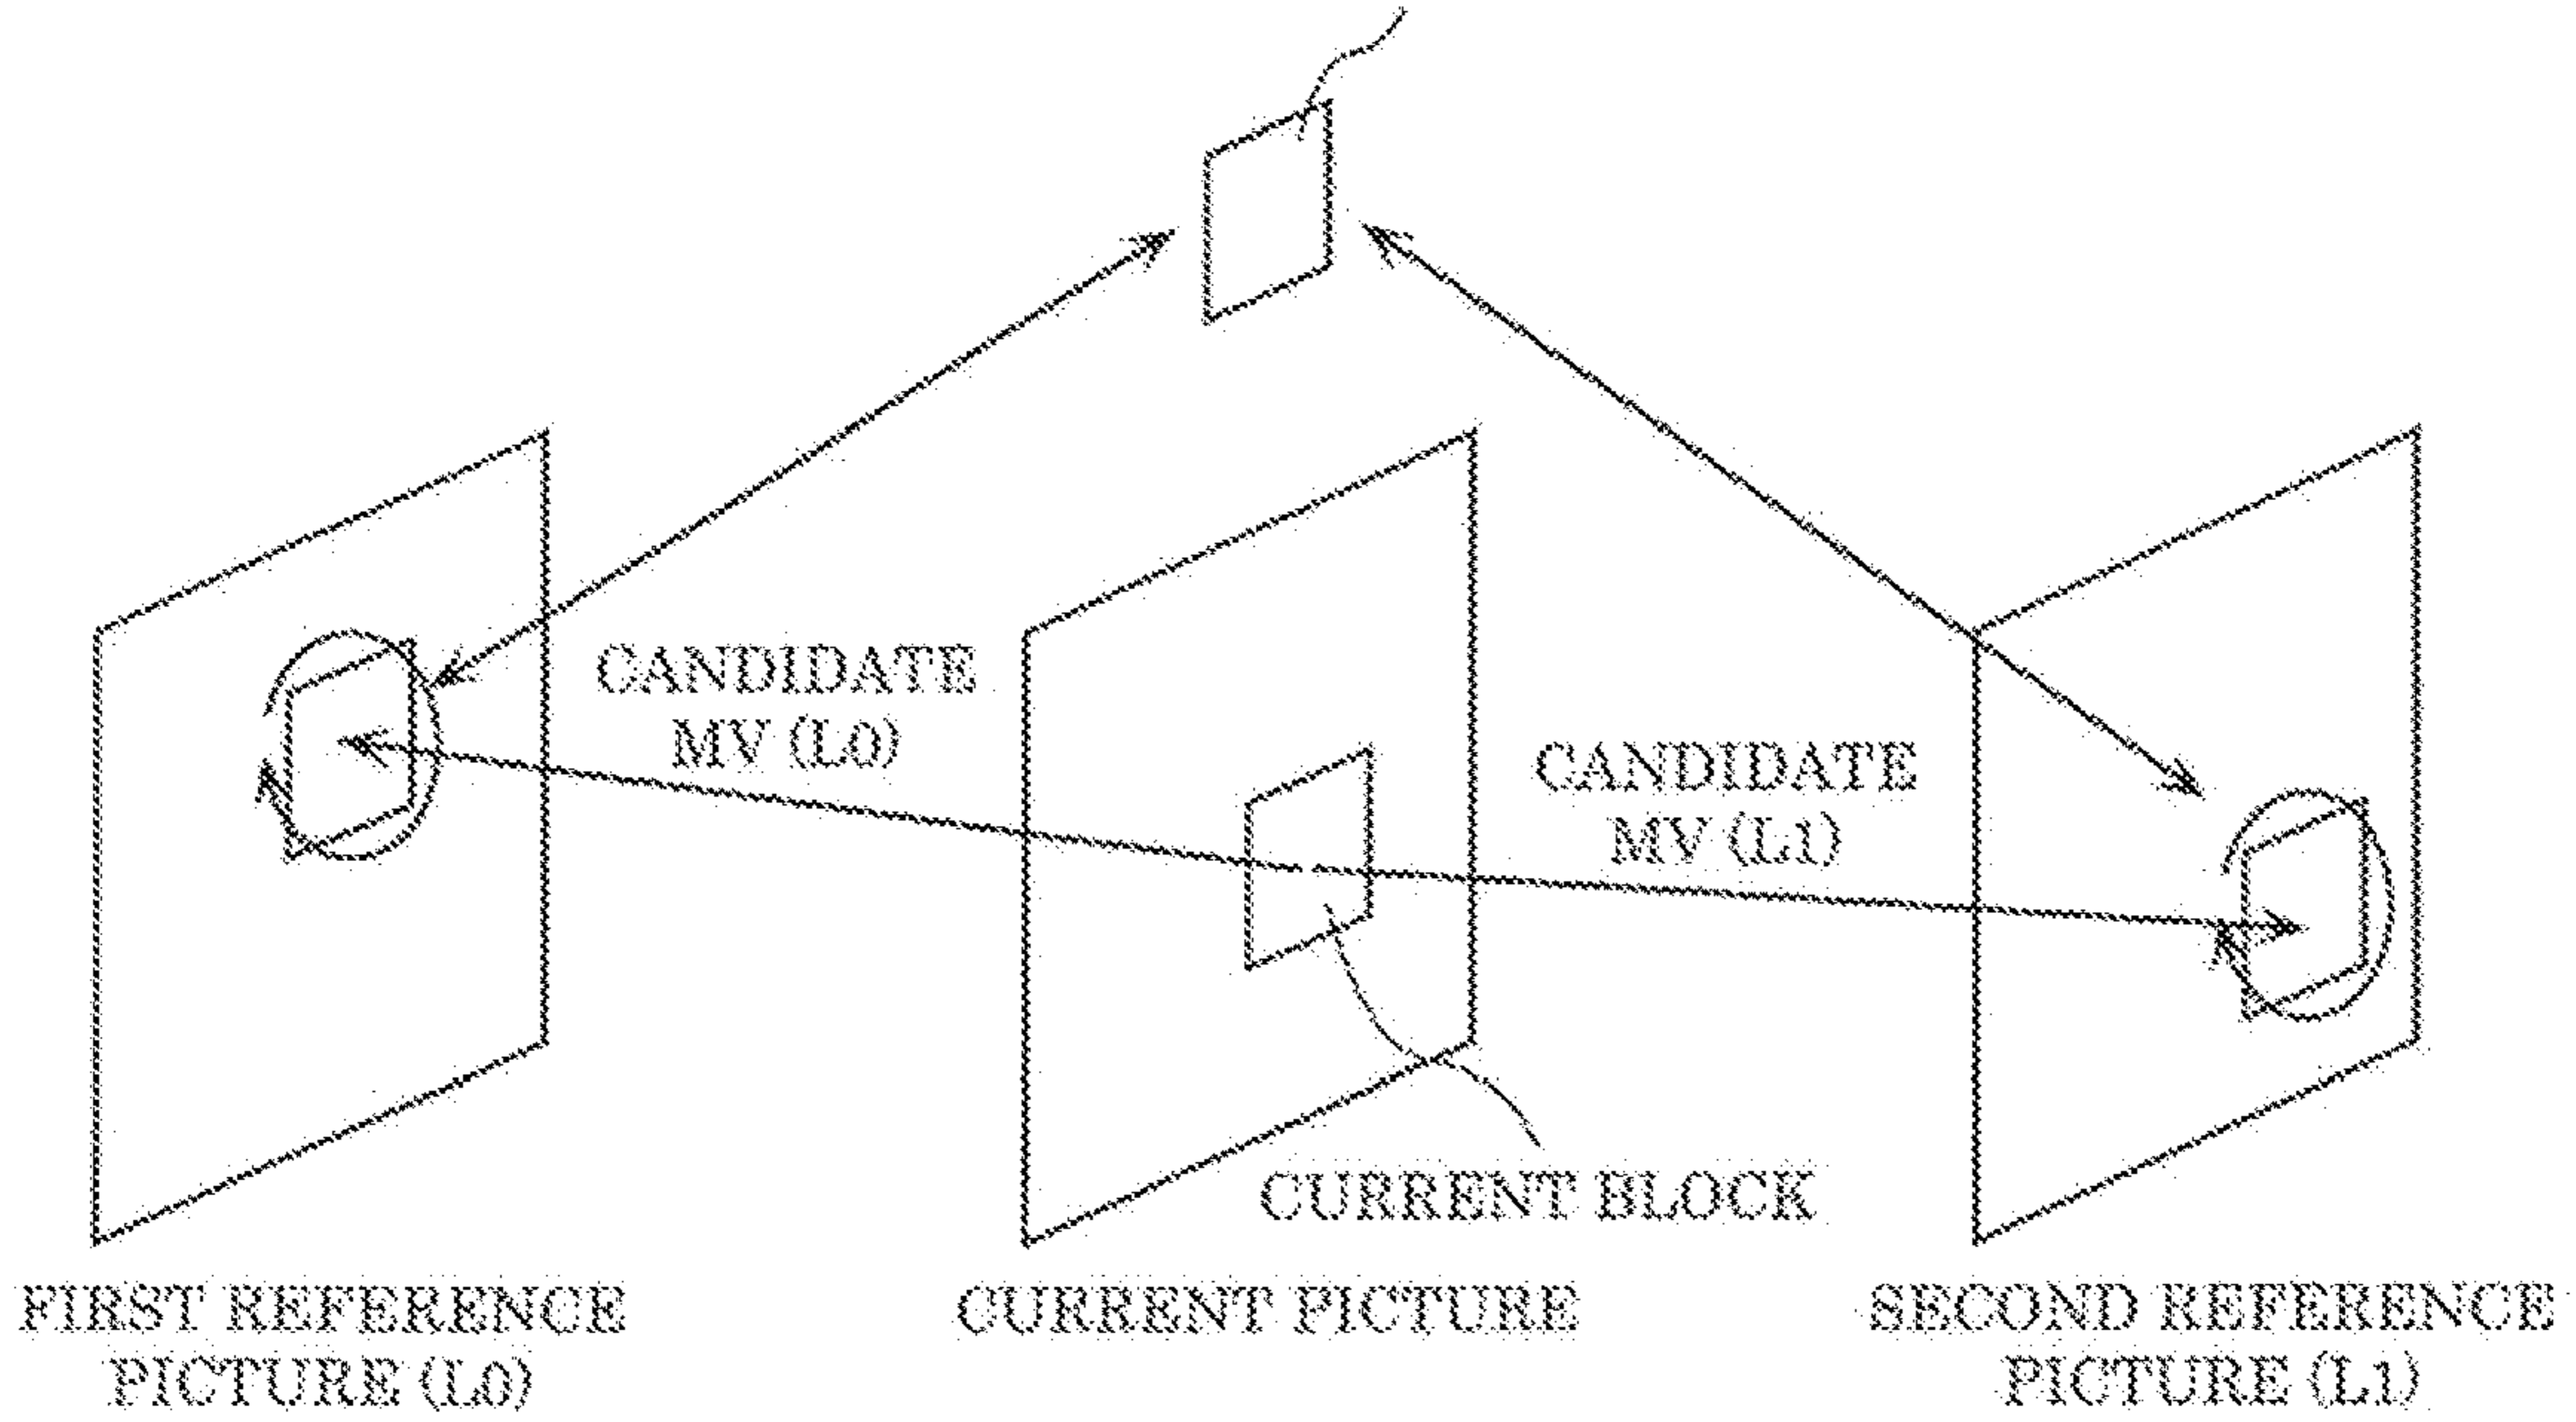 CANDIDATE
MV (L0)
CANDIDATE
MV (L1)
CURRENT BLOCK
FIRST REFERENCE
PICTURE (L0)
CURRENT PICTURE
SECOND REFERENCE
PICTURE (L1)